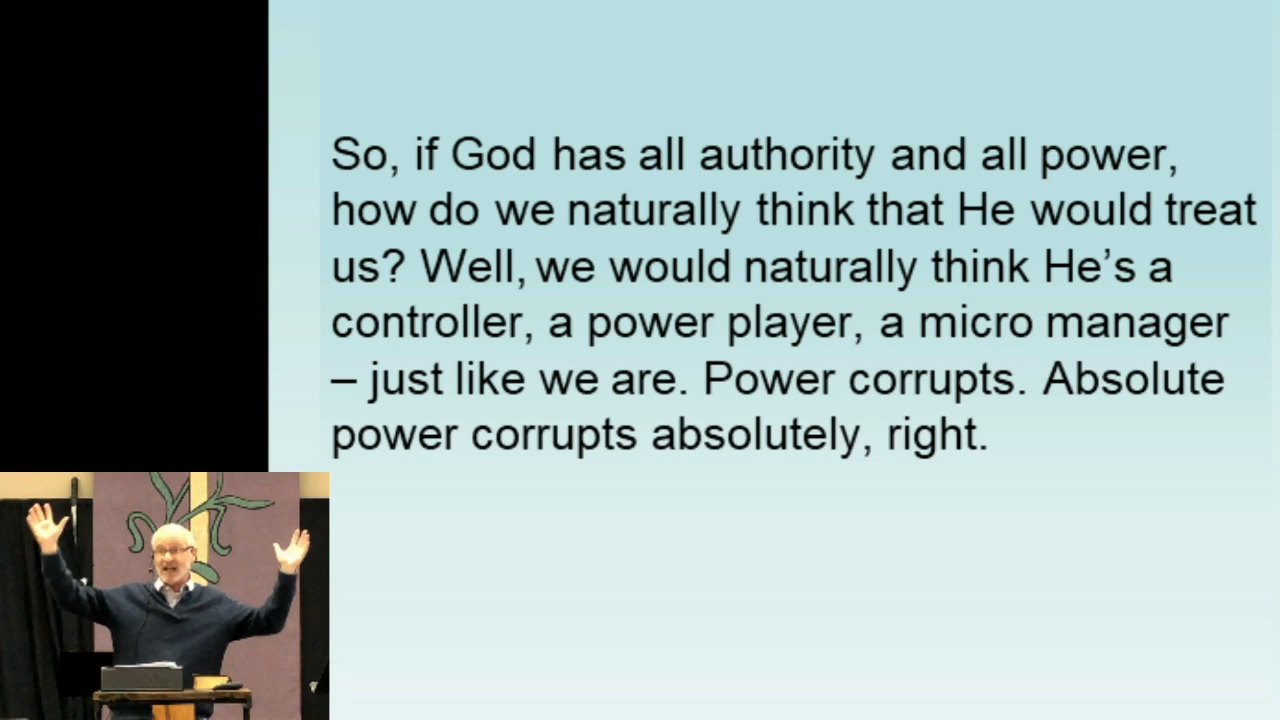 So, if God has all authority and all power,
how do we naturally think that He would treat
us? Well, we would naturally think He’s a
controller, a power player, a micro manager
– just like we are. Power corrupts. Absolute
power corrupts absolutely, right.